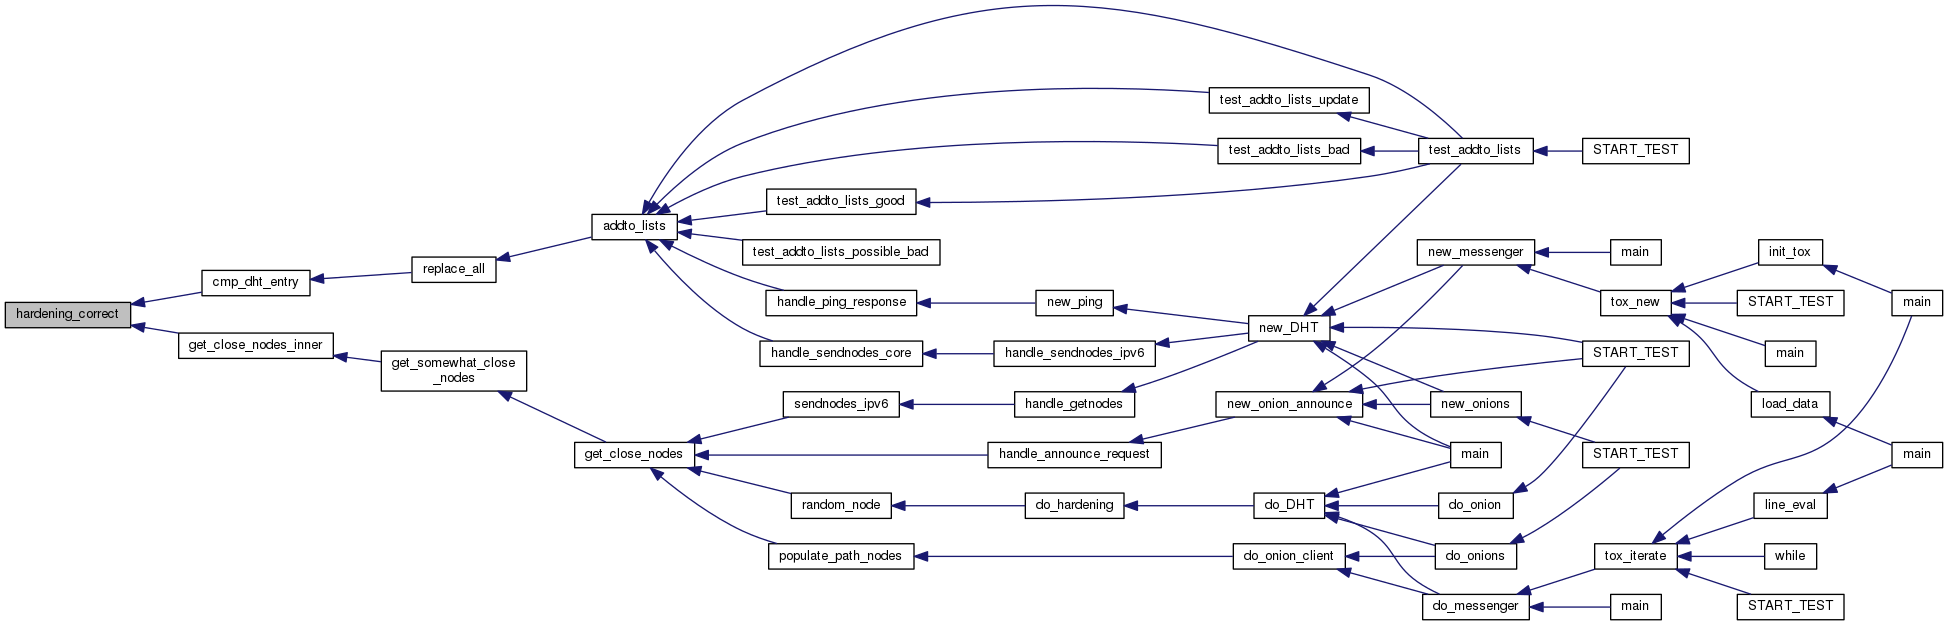 test_addto_lists_update
test_addto_lists_bad
test_addto_lists
START_TEST
test_addto_lists_good
addto_lists
test_addto_lists_possible_bad
new_messenger
main
init_tox
replace_all
cmp_dht_entry
handle_ping_response
new_ping
tox_new
START_TEST
main
hardening_correct
new_DHT
get_close_nodes_inner
handle_sendnodes_core
handle_sendnodes_ipv6
START_TEST
main
get_somewhat_close
_nodes
sendnodes_ipv6
handle_getnodes
new_onion_announce
new_onions
load_data
get_close_nodes
handle_announce_request
main
START_TEST
main
random_node
do_hardening
do_DHT
do_onion
line_eval
populate_path_nodes
do_onion_client
do_onions
tox_iterate
while
do_messenger
main
START_TEST